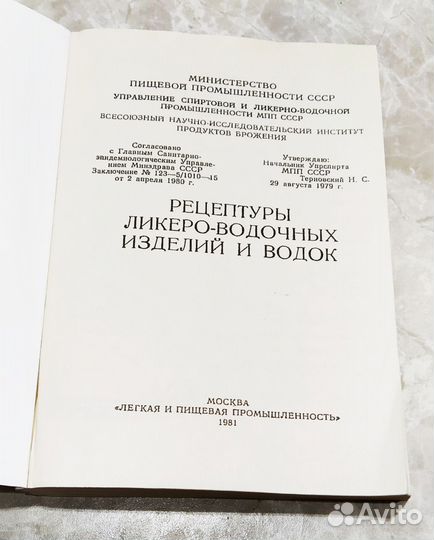 МИНИСТЕРСТВО
ПИЩЕВОЙ ПРОМЫШЛЕННОСТИ СССР
УПРАВЛЕНИЕ СПИРТОВОЙ И ЛИКЕРНО-ВОДОЧНОЙ
ПРОМЫШЛЕННОСТИ МПП СССР
ВСЕСОЮЗНЫЙ НАУЧНО-ИССЛЕДОВАТЕЛЬСКИЙ ИНСТИТУТ
ПРОДУКТОВ БРОЖЕНИЯ
Согласовано
с Главным Санитарно-
эпидемиологическим Управле-
нием Минздрава СССР
Заключение № 123—5/1010—15
от 2 апреля 1980 г.
Утверждаю:
Начальник Упрспирта
МПП СССР
Терновский Н. С.
29 августа 1979 г.
РЕЦЕПТУРЫ
ЛИКЕРО-ВОДОЧНЫХ
ИЗДЕЛИЙ И ВОДОК
МОСКВА
«ЛЕГКАЯ И ПИЩЕВАЯ ПРОМЫШЛЕННОСТЬ»
1981
Avito